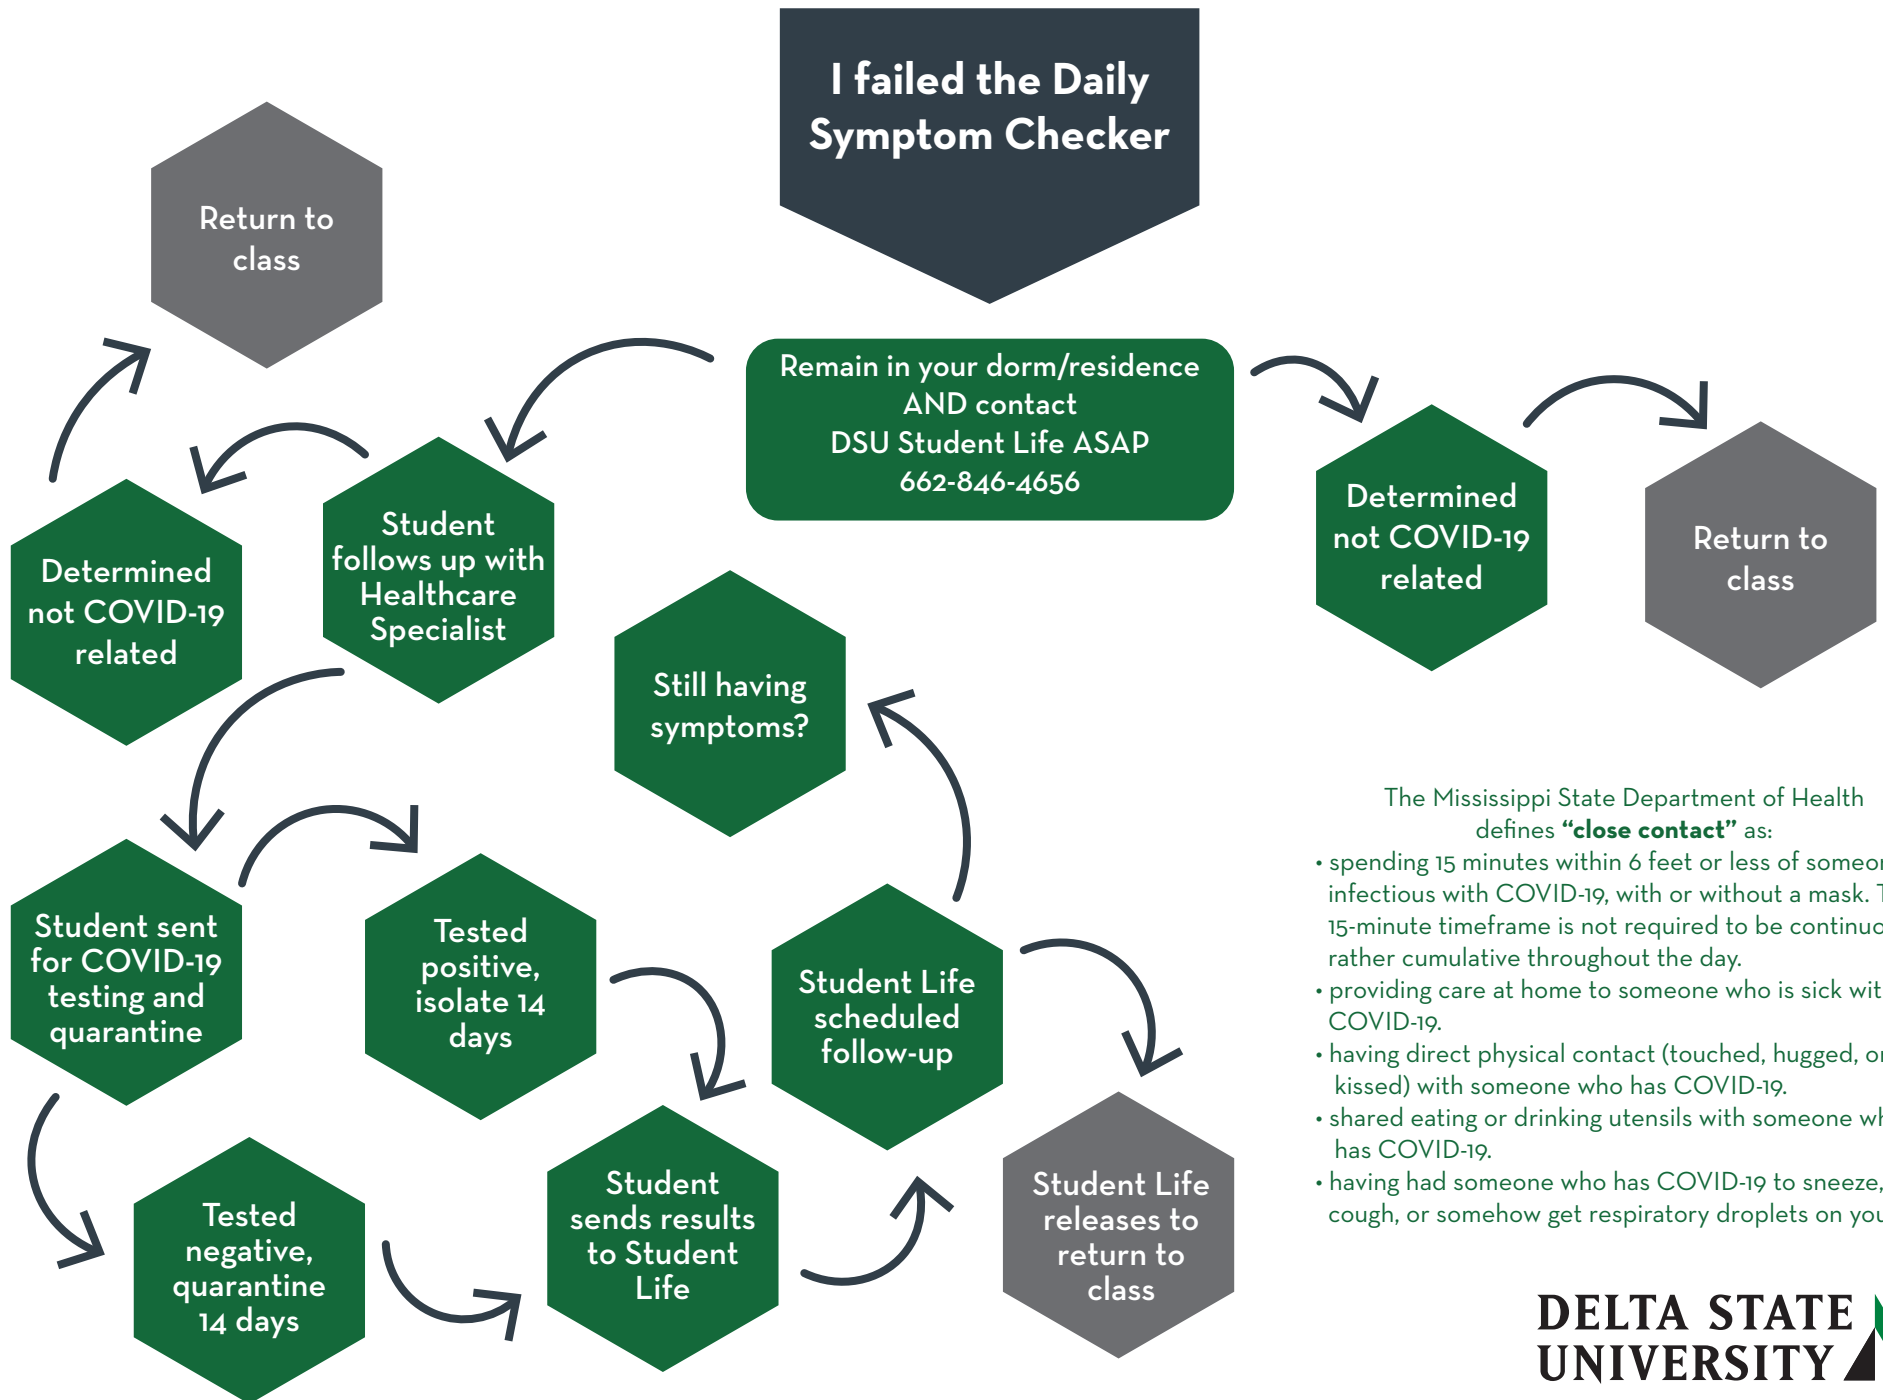 I failed the Daily
Symptom Checker
Return to
class
Remain in your dorm/residence
AND contact
DSU Student Life ASAP
662-846-4656
Determined
not COVID-19
related
Return to
class
Student
follows up with
Healthcare
Specialist
Determined
not COVID-19
related
Still having
symptoms?
Student sent
for COVID-19
testing and
quarantine
Tested
positive,
isolate 14
days
Student Life
scheduled
follow-up
Tested
negative,
quarantine
14 days
Student
sends results
to Student
Life
Student Life
releases to
return to
class
The Mississippi State Department of Health
defines “close contact” as:
• spending 15 minutes within 6 feet or less of
infectious with COVID-19, with or without a mask.
15-minute timeframe is not required to be
rather cumulative throughout the day.
• providing care at home to someone who is sick
COVID-19.
• having direct physical contact (touched, hugged, or
kissed) with someone who has COVID-19.
• shared eating or drinking utensils with someone
has COVID-19.
• having had someone who has COVID-19 to sneeze,
cough, or somehow get respiratory droplets on you
DELTA STATE
UNIVERSITY